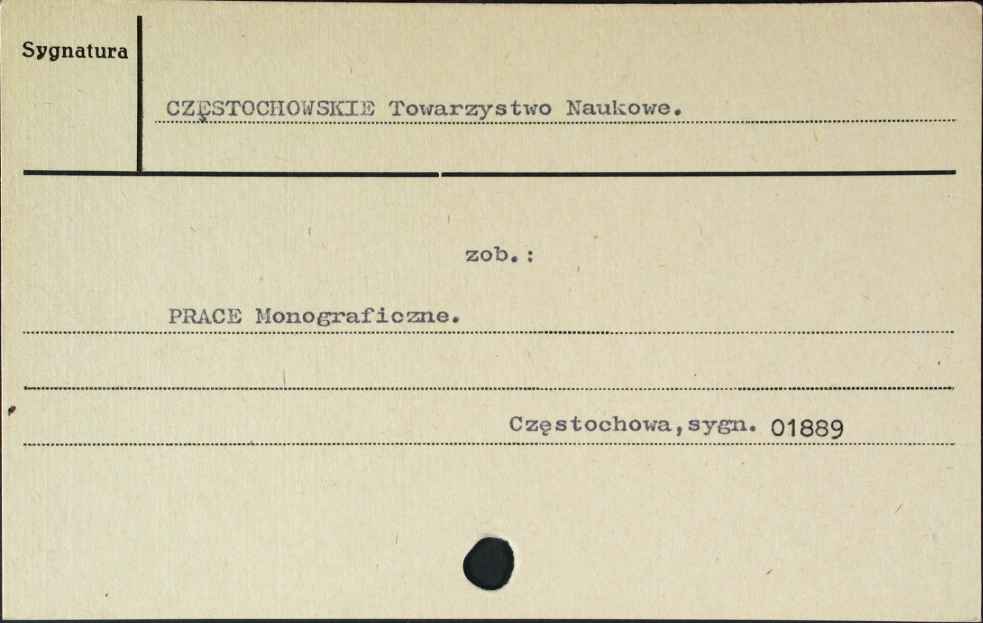 Sygnatura
CZĘSTOCHOWSKIE Towarzystwo Naukowe.
zob.:
PRACE Monograficzne.
Częstochowa,sygn. 01889